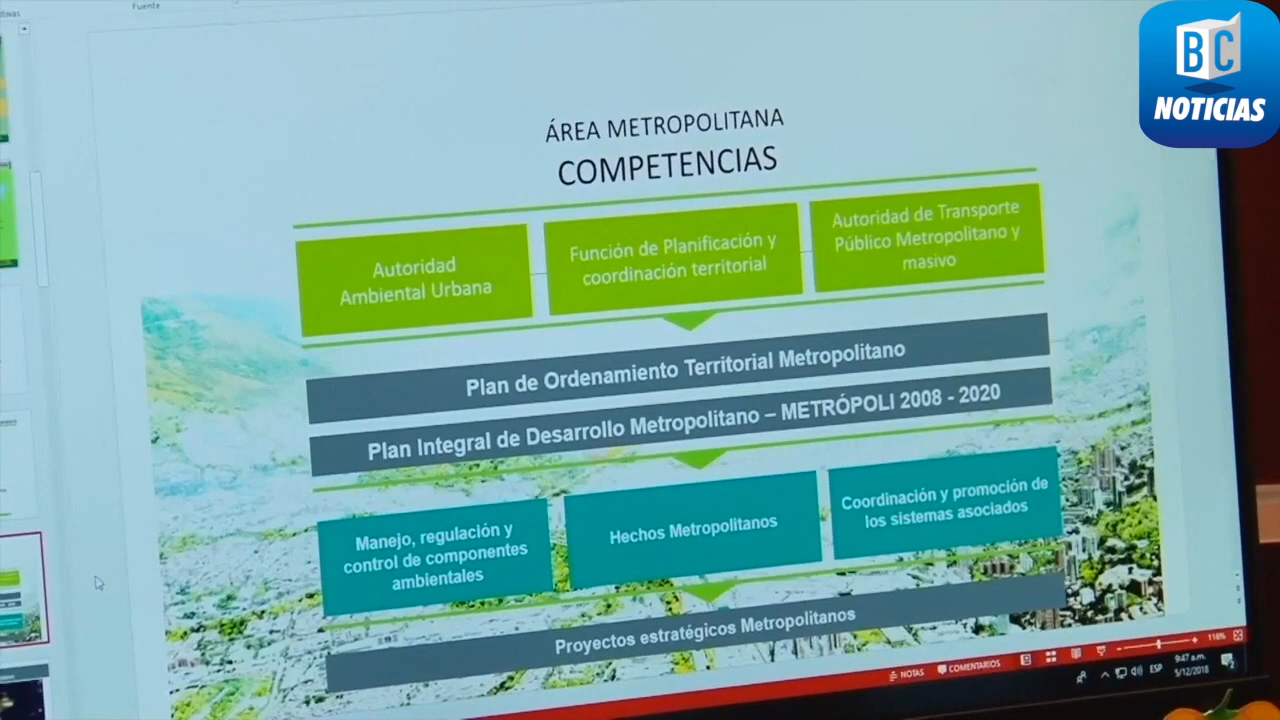 Fuente
BC
NOTICIAS
ÁREA METROPOLITANA
COMPETENCIAS
Autoridad
Ambiental Urbana
Función de Planificación y
coordinación territorial
Autoridad de Transporte
Público Metropolitano y
masivo
Plan de Ordenamiento Territorial Metropolitano
Plan Integral de Desarrollo Metropolitano – METRÓPOLI 2008 - 2020
Manejo, regulación y
control de componentes
ambientales
Hechos Metropolitanos
Coordinación y promoción de
los sistemas asociados
Proyectos estratégicos Metropolitanos
NOTAS
COMENTARIOS
116%
ESP
9:47 a.m.
5/12/2018